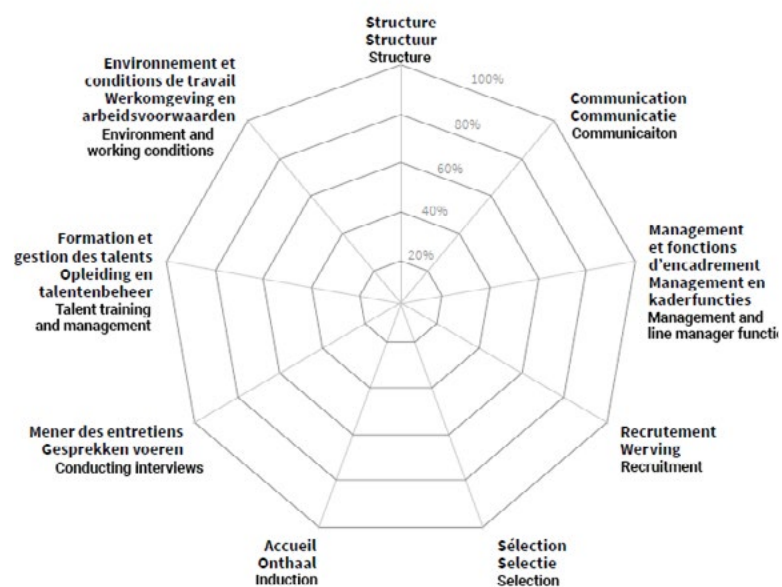 Structure
Structuur
Structure
100%
80%
60%
40%
20%
Communication
Communicatie
Communicaiton
Management
et fonctions
d'encadrement
Management en
kaderfuncties
Management and
line manager functi
Recrutement
Werving
Recruitment
Sélection
Selectie
Selection
Accueil
Onthaal
Induction
Mener des entretiens
Gesprekken voeren
Conducting interviews
Formation et
gestion des talents
Opleiding en
talentenbeheer
Talent training
and management
Environnement et
conditions de travail
Werkomgeving en
arbeidsvoorwaarden
Environment and
working conditions